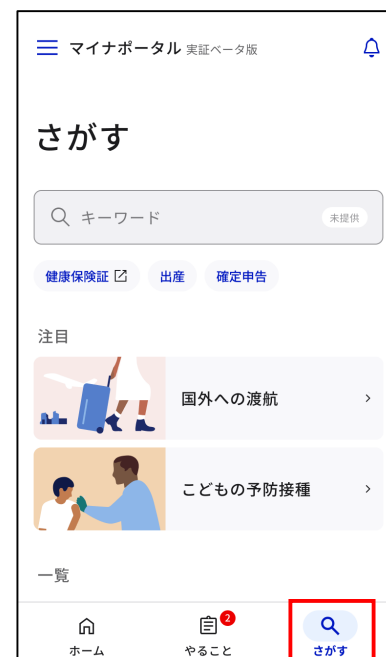 マイナポータル 実証ベータ版
さがす
キーワード 未提供
健康保険証 出産 確定申告
注目
国外への渡航
こどもの予防接種
一覧
2
ホーム やること さがす